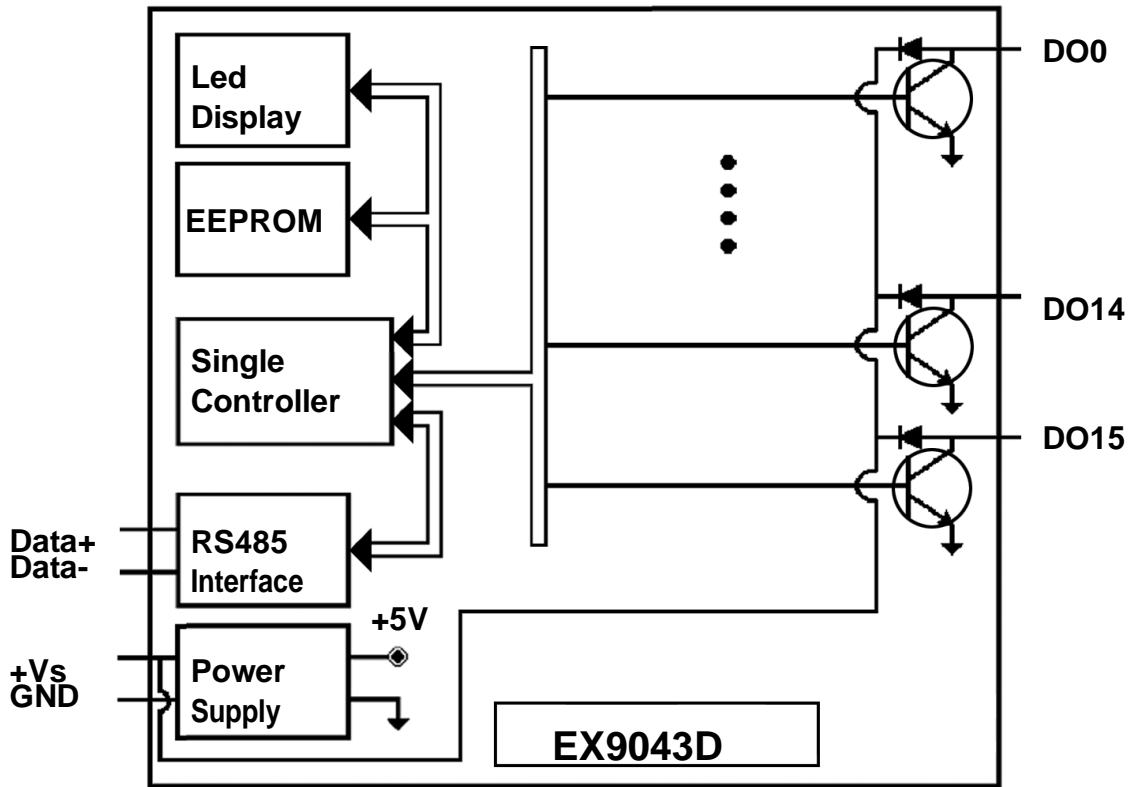 Led
Display
EEPROM
Single
Controller
RS485
Interface
Power
Supply
Data+
Data-
+Vs
GND
+5V
DO0
DO14
DO15
EX9043D